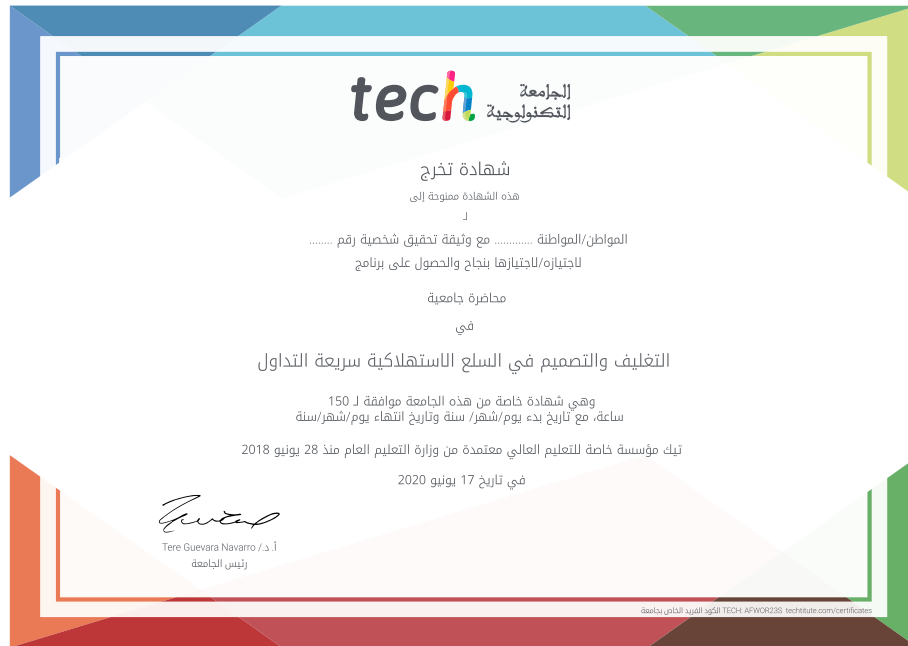 tech
الجامعة
التكنولوجية
شهادة تخرج
هذه الشهادة ممنوحة إلى
لـ
المواطن/المواطنة ............. مع وثيقة تحقيق شخصية رقم ........
لاجتيازه/لاجتيازها بنجاح والحصول على برنامج
محاضرة جامعية
في
التغليف والتصميم في السلع الاستهلاكية سريعة التداول
وهي شهادة خاصة من هذه الجامعة موافقة لـ 150
ساعة، مع تاريخ بدء يوم/شهر/ سنة وتاريخ انتهاء يوم/شهر/سنة
تيك مؤسسة خاصة للتعليم العالي معتمدة من وزارة التعليم العام منذ 28 يونيو 2018
في تاريخ 17 يونيو 2020
أ. د./ Tere Guevara Navarro
رئيس الجامعة
الكود الفريد الخاص بجامعة TECH: AFWOR23S techtitute.com/certificates